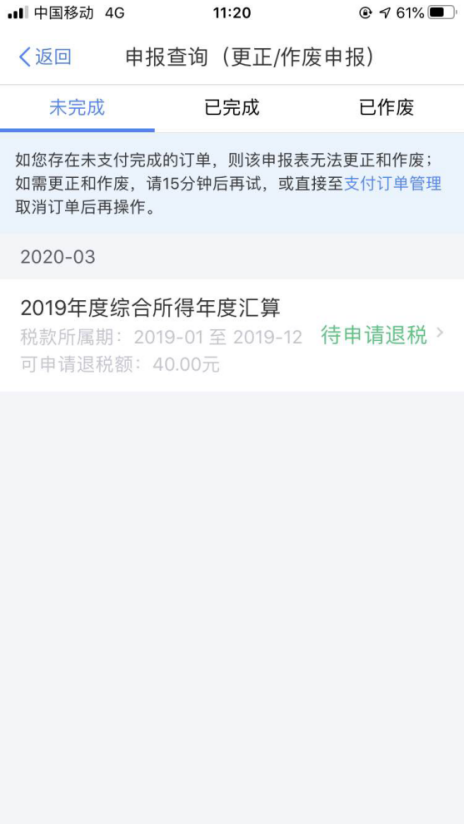 中国移动 4G 11:20 61%
返回 申报查询（更正/作废申报）
未完成 已完成 已作废
如您存在未支付完成的订单，则该申报表无法更正和作废；
如需更正和作废，请15分钟后再试，或直接至支付订单管理
取消订单后再操作。
2020-03
2019年度综合所得年度汇算
税款所属期：2019-01 至 2019-12 待申请退税
可申请退税额：40.00元